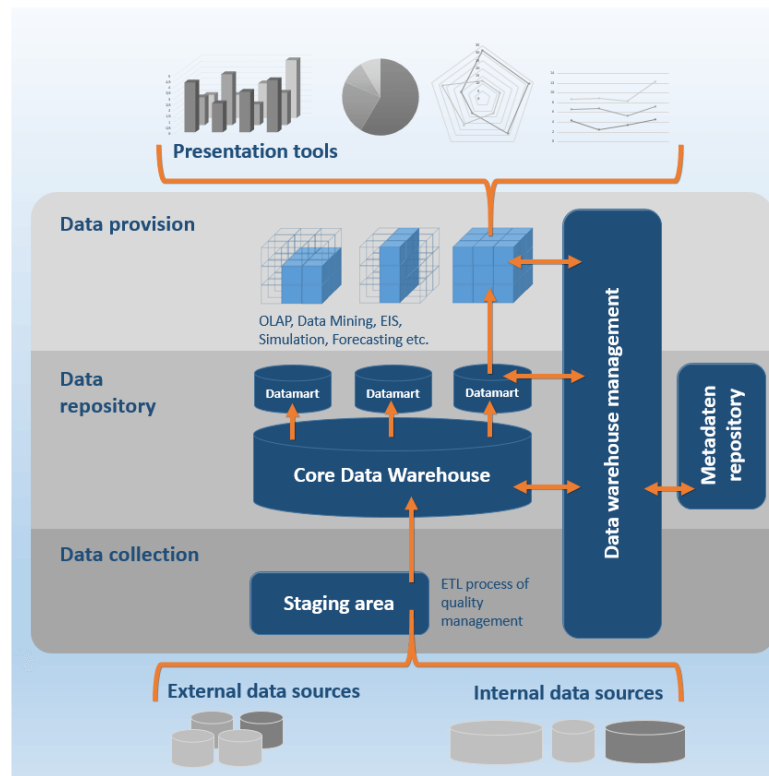 Presentation tools
Data provision
OLAP, Data Mining, EIS,
Simulation, Forecasting etc.
Data
repository
Datamart
Datamart
Datamart
Core Data Warehouse
Data warehouse management
Metadaten
repository
Data collection
Staging area
ETL process of
quality
management
External data sources
Internal data sources